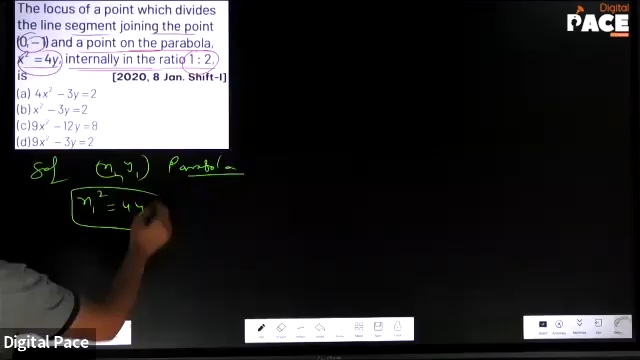 Digital
PACE
The locus of a point which divides
the line segment joining the point
(0, −1) and a point on the parabola,
x² = 4y, internally in the ratio 1 : 2,
is [2020, 8 Jan. Shift-I]
(a) 4x² − 3y = 2
(b) x² − 3y = 2
(c) 9x² − 12y = 8
(d) 9x² − 3y = 2
Sol (x₁, y₁) Parabola
x₁² = 4y
Digital Pace